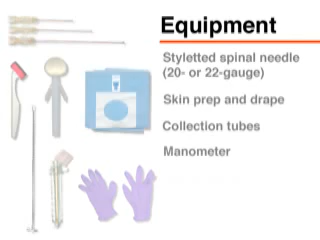 Equipment
Styletted spinal needle
(20- or 22-gauge)
Skin prep and drape
Collection tubes
Manometer